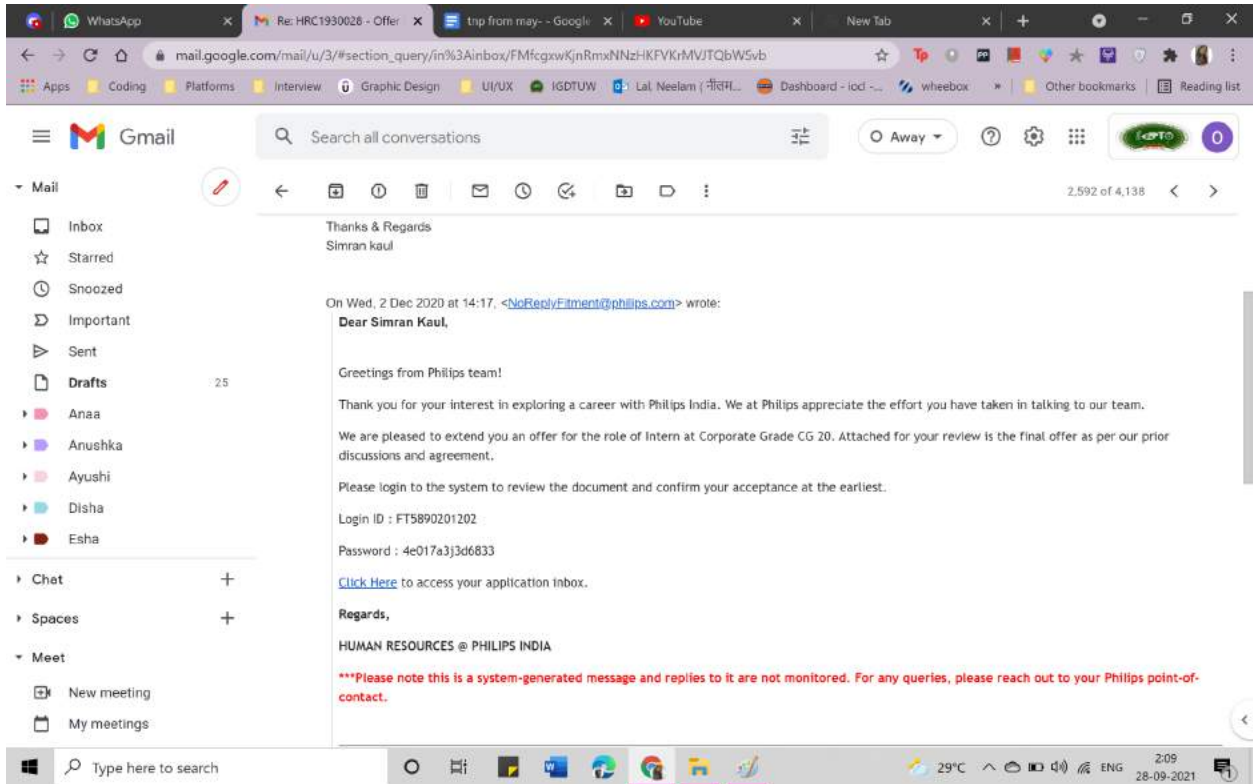 WhatsApp
Re: HRC1930028 - Offer
tnp from may- - Google
YouTube
New Tab
mail.google.com/mail/u/3/#section_query/in%3Ainbox/FMfcgxwKjnRmxNNzHKFVKrMVJTQbWSvb
Apps Coding Platforms Interview Graphic Design UI/UX IGDTUW Lal, Neelam ( Dashboard - iod -... wheebox » Other bookmarks Reading list
Gmail
Search all conversations
Away
O
Mail
2,592 of 4,138
Inbox
Starred
Snoozed
Important
Sent
Drafts 25
Anaa
Anushka
Ayushi
Disha
Esha
Chat
Spaces
Meet
New meeting
My meetings
Thanks & Regards
Simran kaul
On Wed, 2 Dec 2020 at 14:17, <NoReplyFitment@philips.com> wrote:
Dear Simran Kaul,
Greetings from Philips team!
Thank you for your interest in exploring a career with Philips India. We at Philips appreciate the effort you have taken in talking to our team.
We are pleased to extend you an offer for the role of Intern at Corporate Grade CG 20. Attached for your review is the final offer as per our prior
discussions and agreement.
Please login to the system to review the document and confirm your acceptance at the earliest.
Login ID : FT5890201202
Password : 4e017a3j3d6833
Click Here to access your application inbox.
Regards,
HUMAN RESOURCES @ PHILIPS INDIA
***Please note this is a system-generated message and replies to it are not monitored. For any queries, please reach out to your Philips point-of-
contact.
Type here to search
29°C
ENG
2:09
28-09-2021